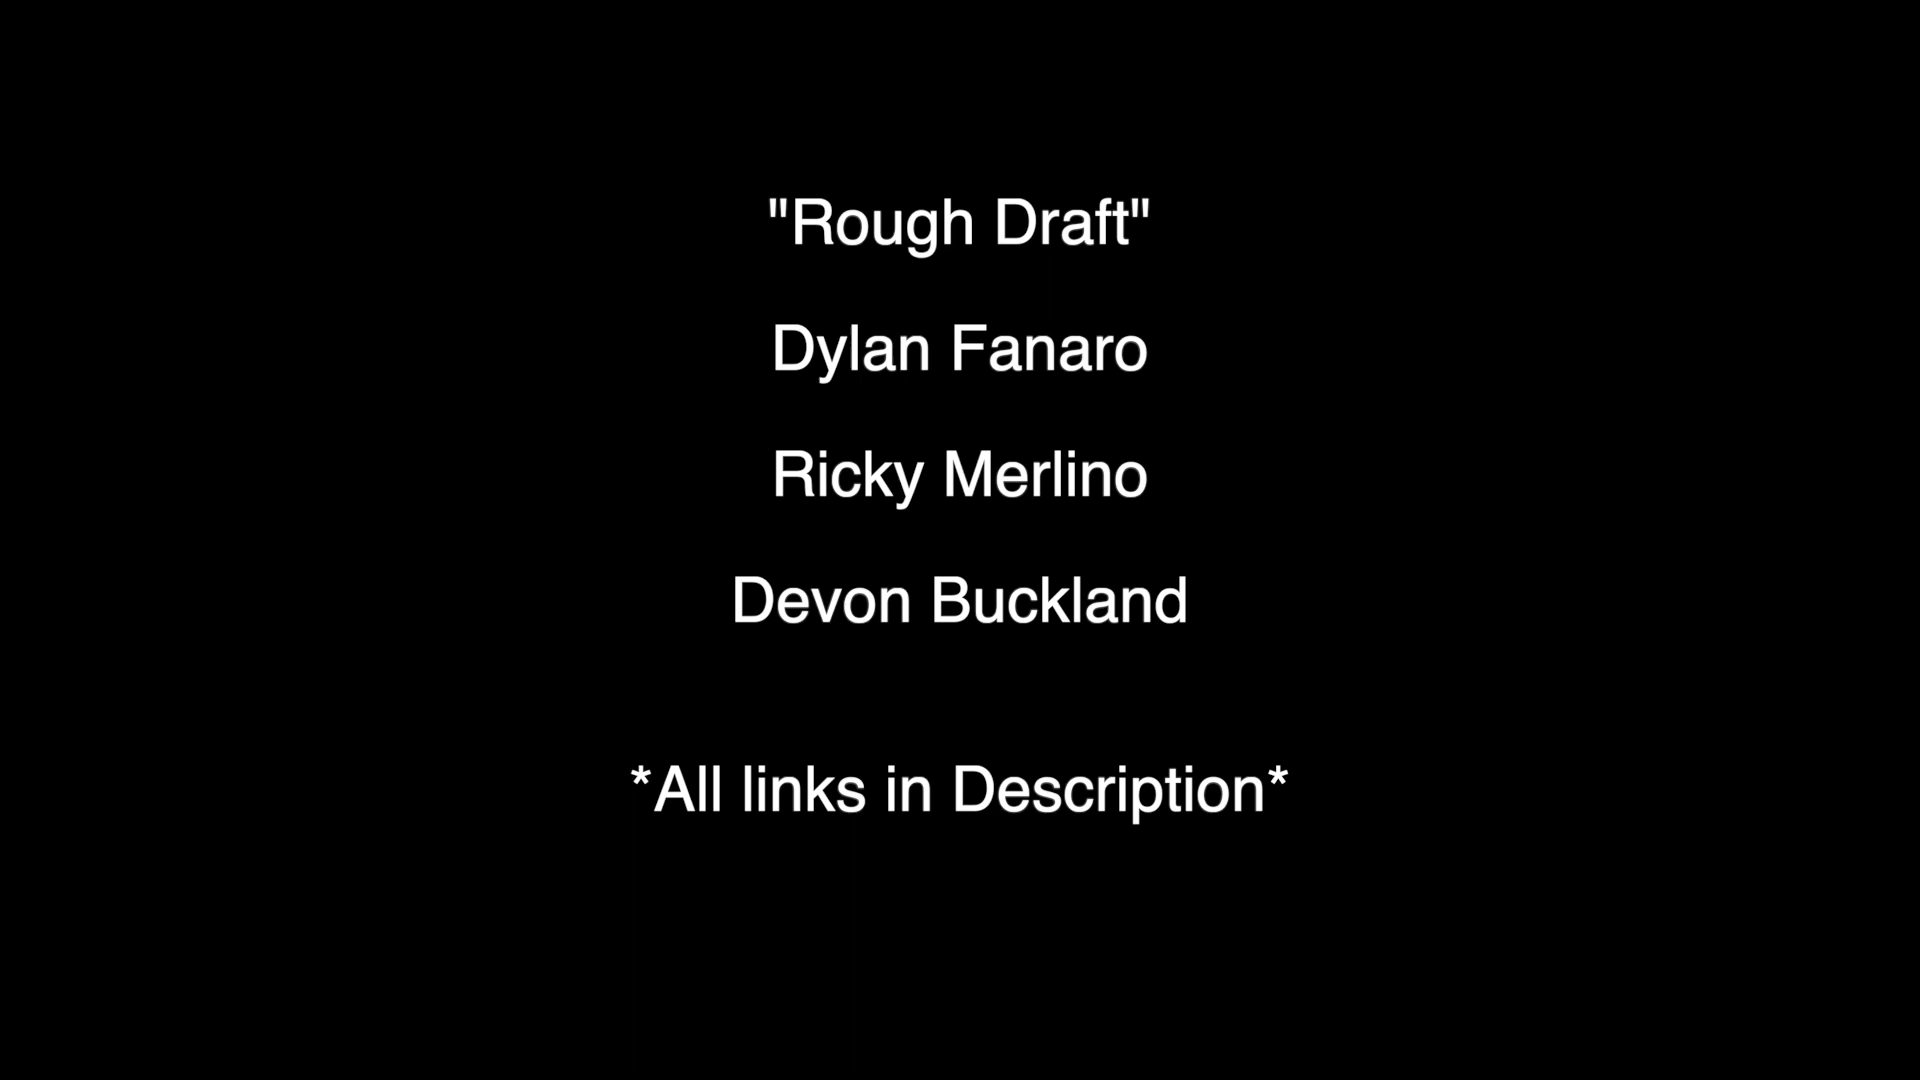 "Rough Draft"
Dylan Fanaro
Ricky Merlino
Devon Buckland
*All links in Description*